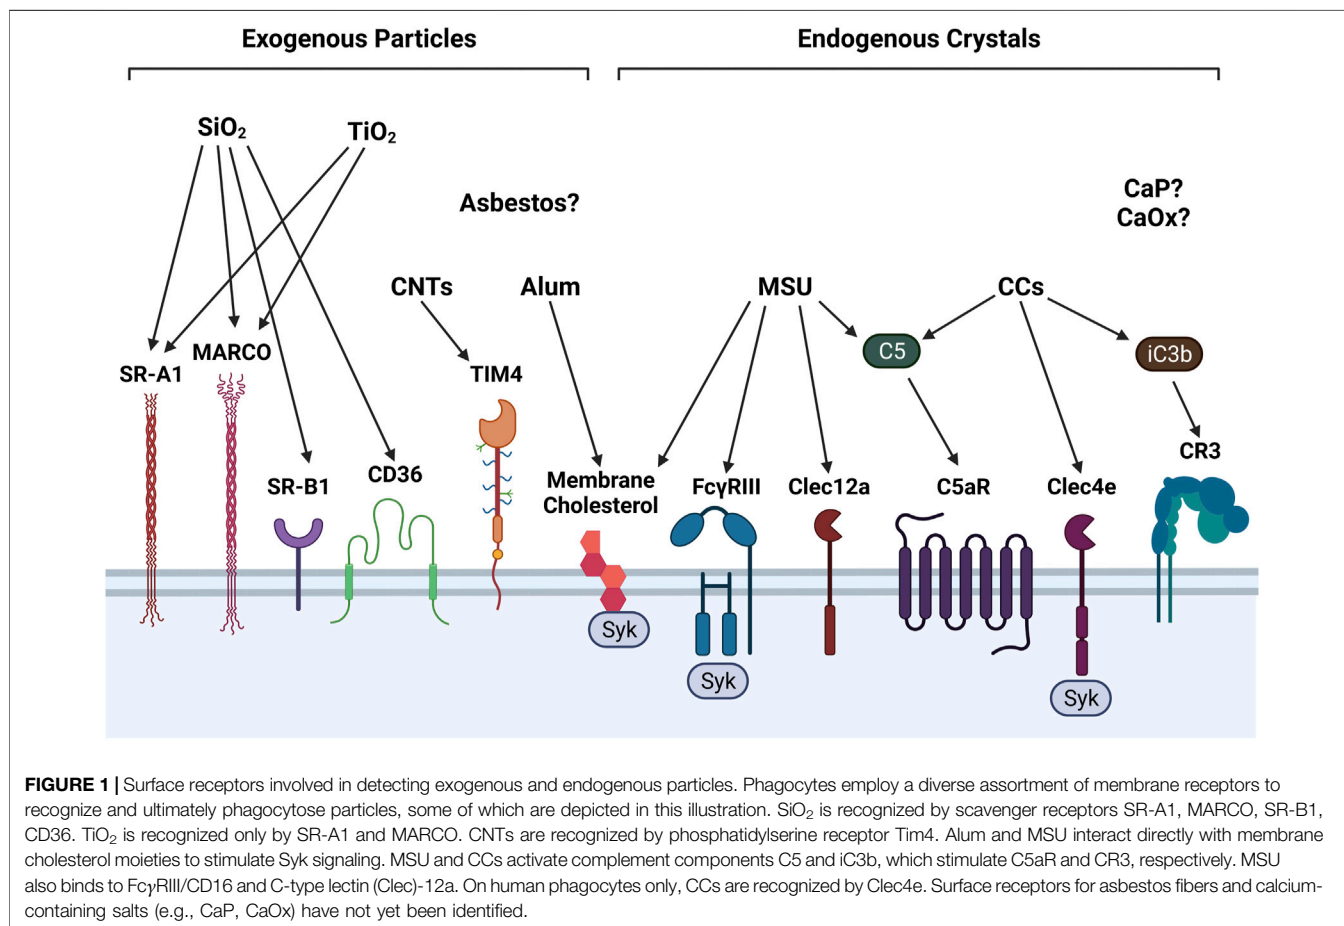 Exogenous Particles
Endogenous Crystals
SiO₂
TiO₂
Asbestos?
CaP?
CaOx?
CNTs
Alum
MSU
CCs
C5
iC3b
MARCO
SR-A1
TIM4
SR-B1
CD36
Membrane
Cholesterol
FcγRIII
Clec12a
C5aR
Clec4e
CR3
Syk
Syk
Syk
FIGURE 1 | Surface receptors involved in detecting exogenous and endogenous particles. Phagocytes employ a diverse assortment of membrane receptors to
recognize and ultimately phagocytose particles, some of which are depicted in this illustration. SiO₂ is recognized by scavenger receptors SR-A1, MARCO, SR-B1,
CD36. TiO₂ is recognized only by SR-A1 and MARCO. CNTs are recognized by phosphatidylserine receptor Tim4. Alum and MSU interact directly with membrane
cholesterol moieties to stimulate Syk signaling. MSU and CCs activate complement components C5 and iC3b, which stimulate C5aR and CR3, respectively. MSU
also binds to FcγRIII/CD16 and C-type lectin (Clec)-12a. On human phagocytes only, CCs are recognized by Clec4e. Surface receptors for asbestos fibers and calcium-
containing salts (e.g., CaP, CaOx) have not yet been identified.